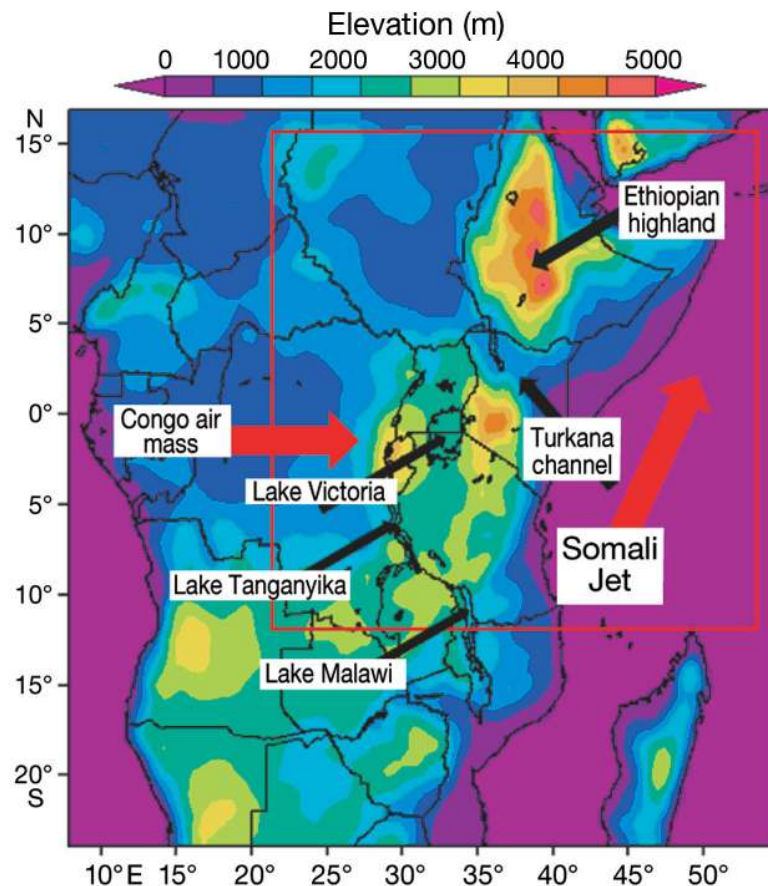 Elevation (m)
0 1000 2000 3000 4000 5000
N
15°
10°
5°
0°
5°
10°
15°
20°
S
Ethiopian
highland
Congo air
mass
Turkana
channel
Lake Victoria
Somali
Jet
Lake Tanganyika
Lake Malawi
10° E 15° 20° 25° 30° 35° 40° 45° 50°